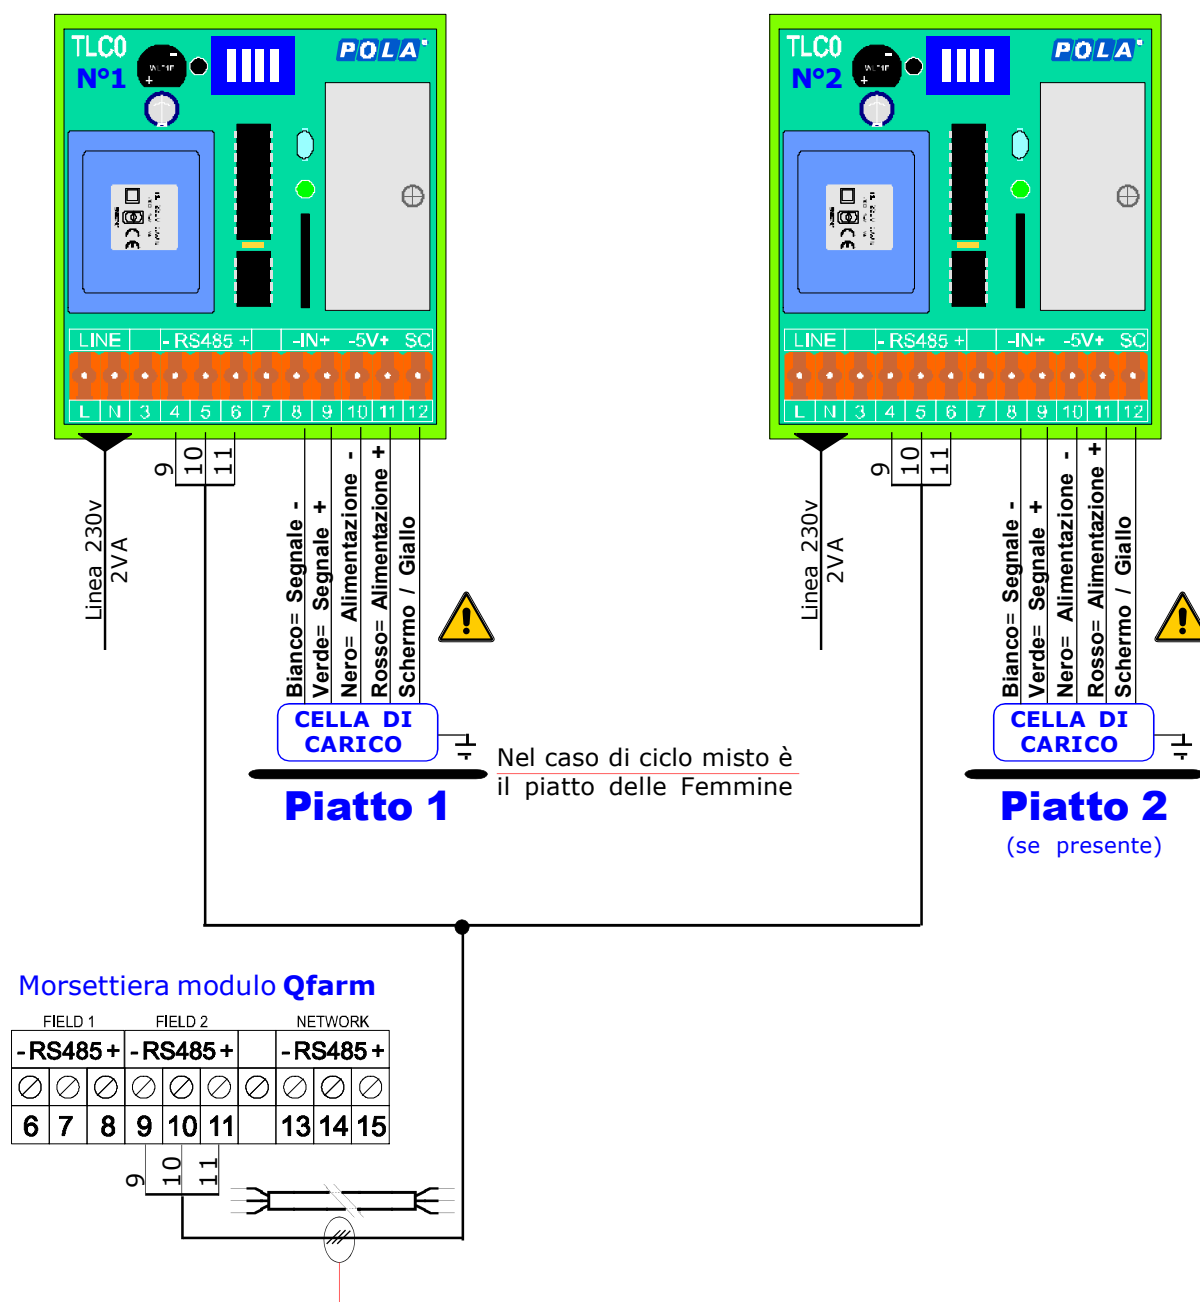 TLC0
N°1
POLA
LINE - RS485 + -IN+ -5V+ SC
L N 3 4 5 6 7 8 9 10 11 12
9
10
11
Linea 230v
2VA
Bianco= Segnale -
Verde= Segnale +
Nero= Alimentazione -
Rosso= Alimentazione +
Schermo / Giallo
CELLA DI
CARICO
Piatto 1
Nel caso di ciclo misto è
il piatto delle Femmine
TLC0
N°2
POLA
LINE - RS485 + -IN+ -5V+ SC
L N 3 4 5 6 7 8 9 10 11 12
9
10
11
Linea 230v
2VA
Bianco= Segnale -
Verde= Segnale +
Nero= Alimentazione -
Rosso= Alimentazione +
Schermo / Giallo
CELLA DI
CARICO
Piatto 2
(se presente)
Morsettiera modulo Qfarm
FIELD 1 FIELD 2 NETWORK
- RS485 + - RS485 + - RS485 +
6 7 8 9 10 11 13 14 15
9
10
11